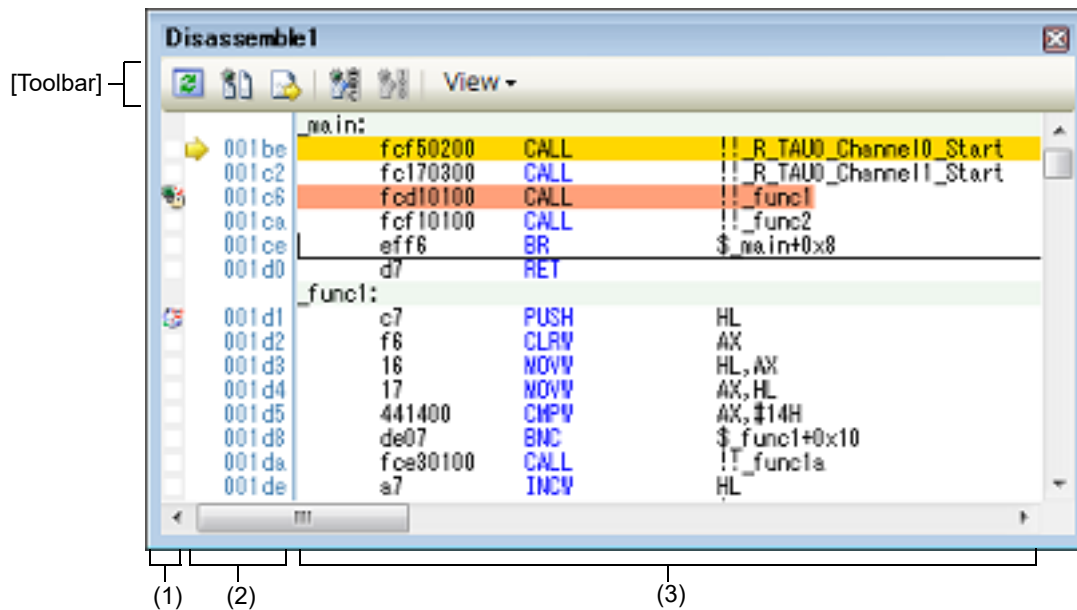 Disassemble1
[Toolbar]
View
_main:
001be fcf50200 CALL !!_R_TAU0_Channel0_Start
001c2 fc170300 CALL !!_R_TAU0_Channel1_Start
001c6 fcd10100 CALL !!_func1
001ca fcf10100 CALL !!_func2
001ce eff6 BR $_main+0x8
001d0 d7 RET
_func1:
001d1 c7 PUSH HL
001d2 f6 CLRW AX
001d3 16 MOVW HL,AX
001d4 17 MOVW AX,HL
001d5 441400 CMPW AX,#14H
001d8 de07 BNC $_func1+0x10
001da fce30100 CALL !!_func1a
001de a7 INCW HL
(1) (2) (3)